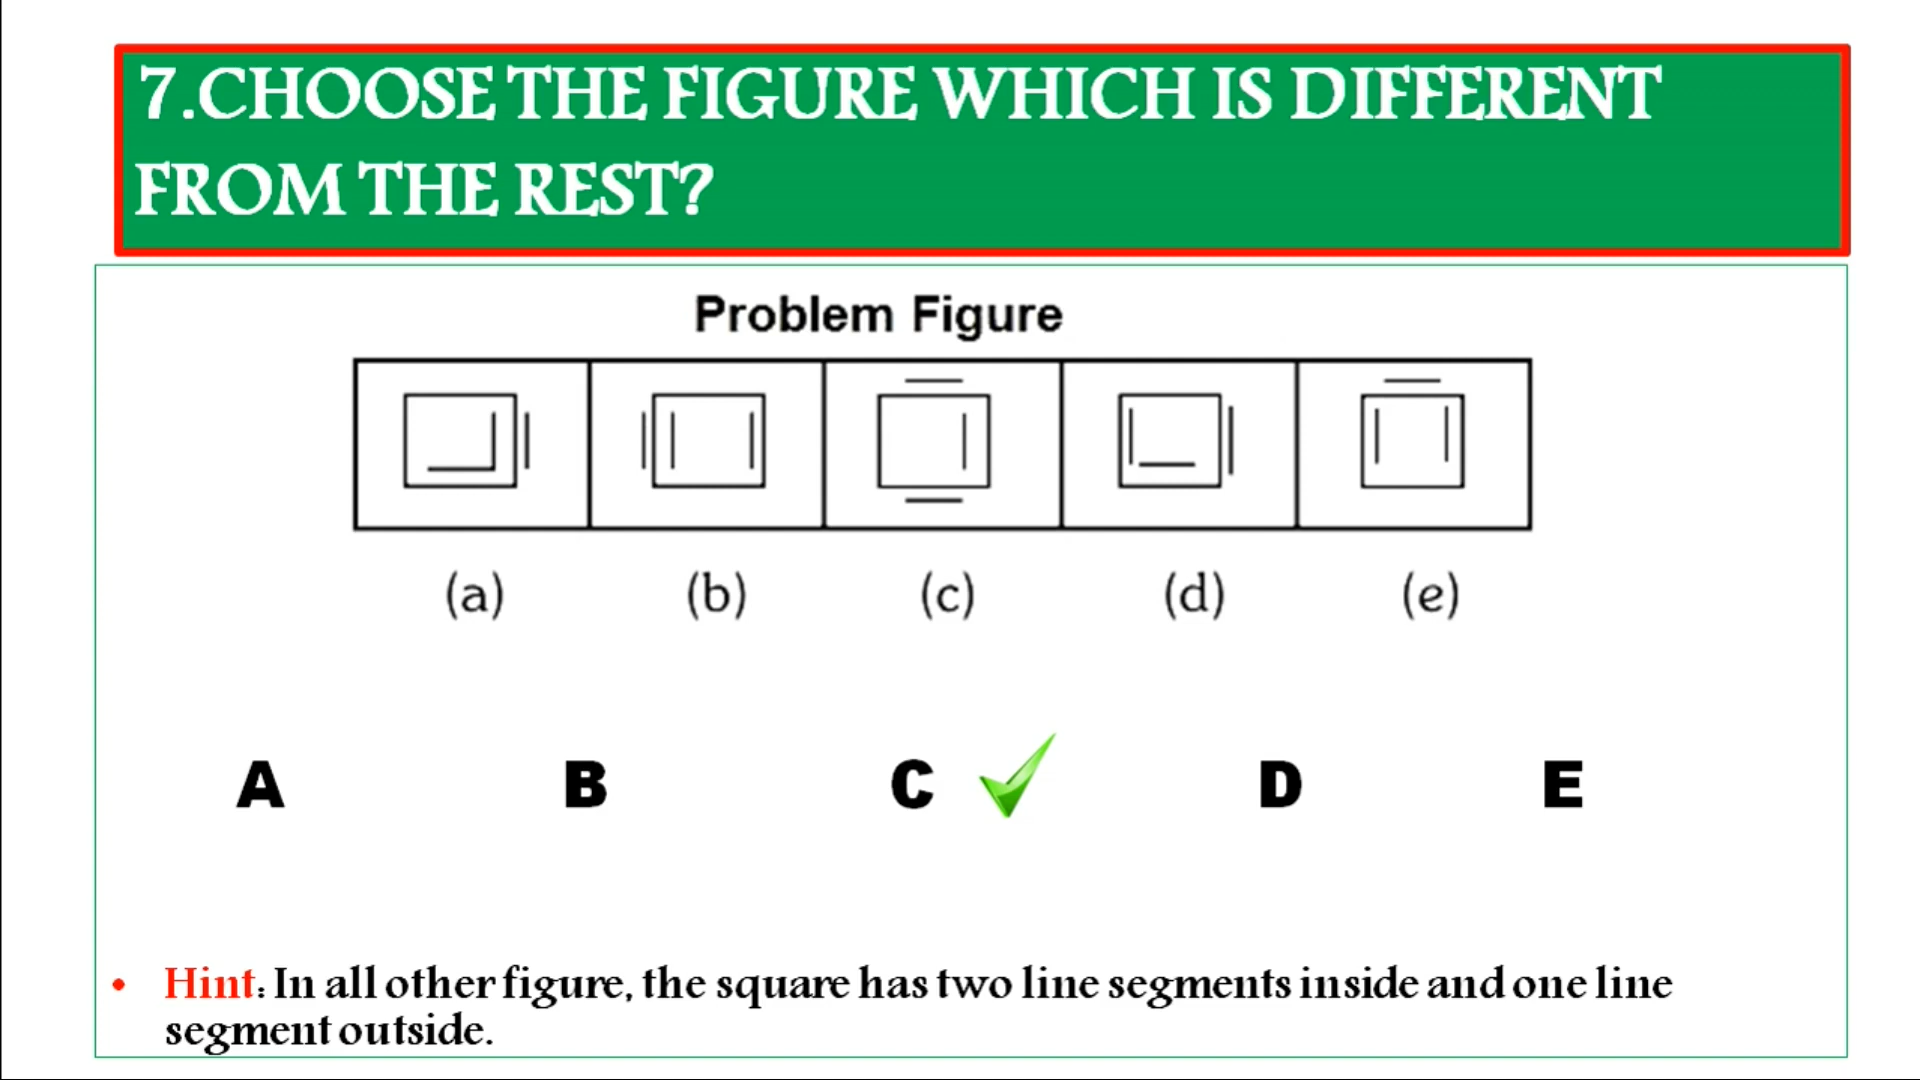 7.CHOOSE THE FIGURE WHICH IS DIFFERENT
FROM THE REST?
Problem Figure
(a) (b) (c) (d) (e)
A B C D E
• Hint: In all other figure, the square has two line segments inside and one line
segment outside.